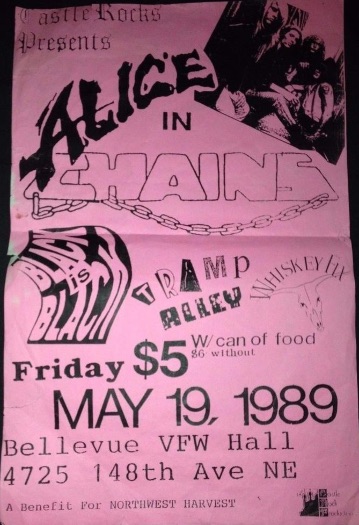 Castle Rocks
Presents
ALICE
IN
CHAINS
BLACK
IS
BLACK
TRAMP
ALLEY
WHISKEY FIX
Friday $5 W/can of food
$6 without
MAY 19, 1989
Bellevue VFW Hall
4725 148th Ave NE
A Benefit For NORTHWEST HARVEST